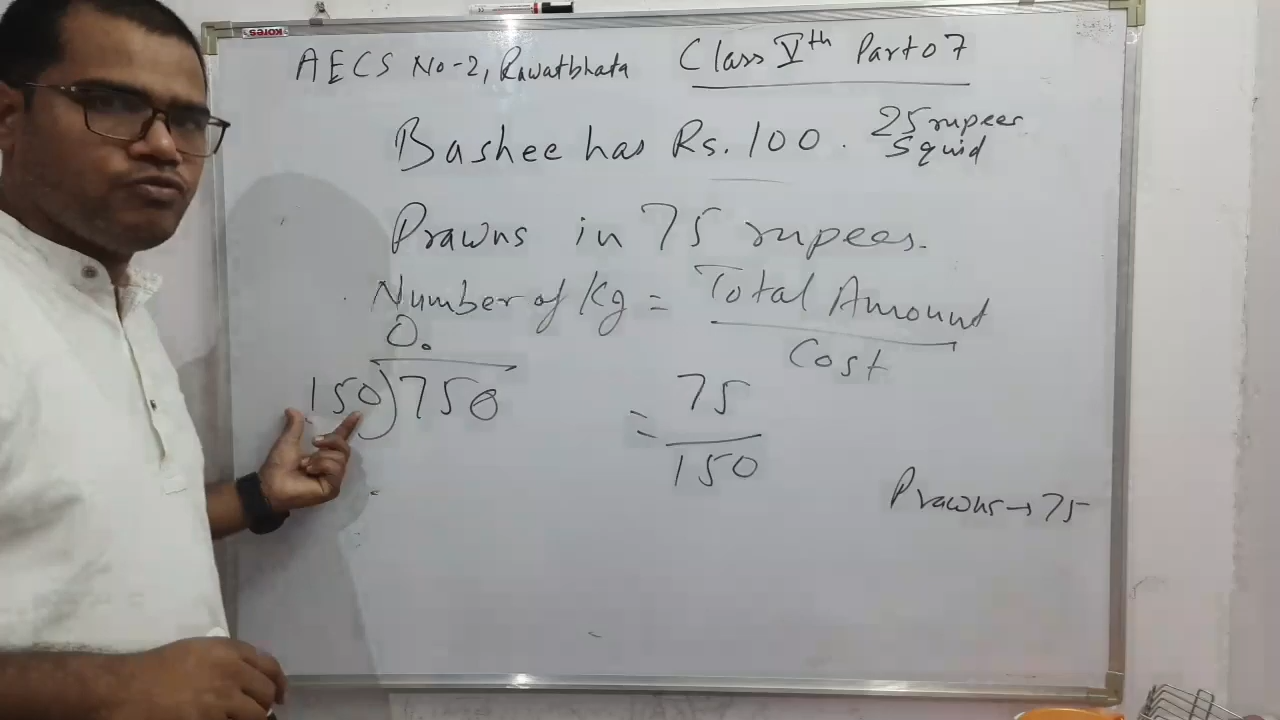 kores
AECS No-2, Rawatbhata Class Vth Part 07
Bashee has Rs. 100. 25 rupees
Squid
Prawns in 75 rupees.
Number of Kg = Total Amount
Cost
0.
150)750
= 75
150
Prawns → 75